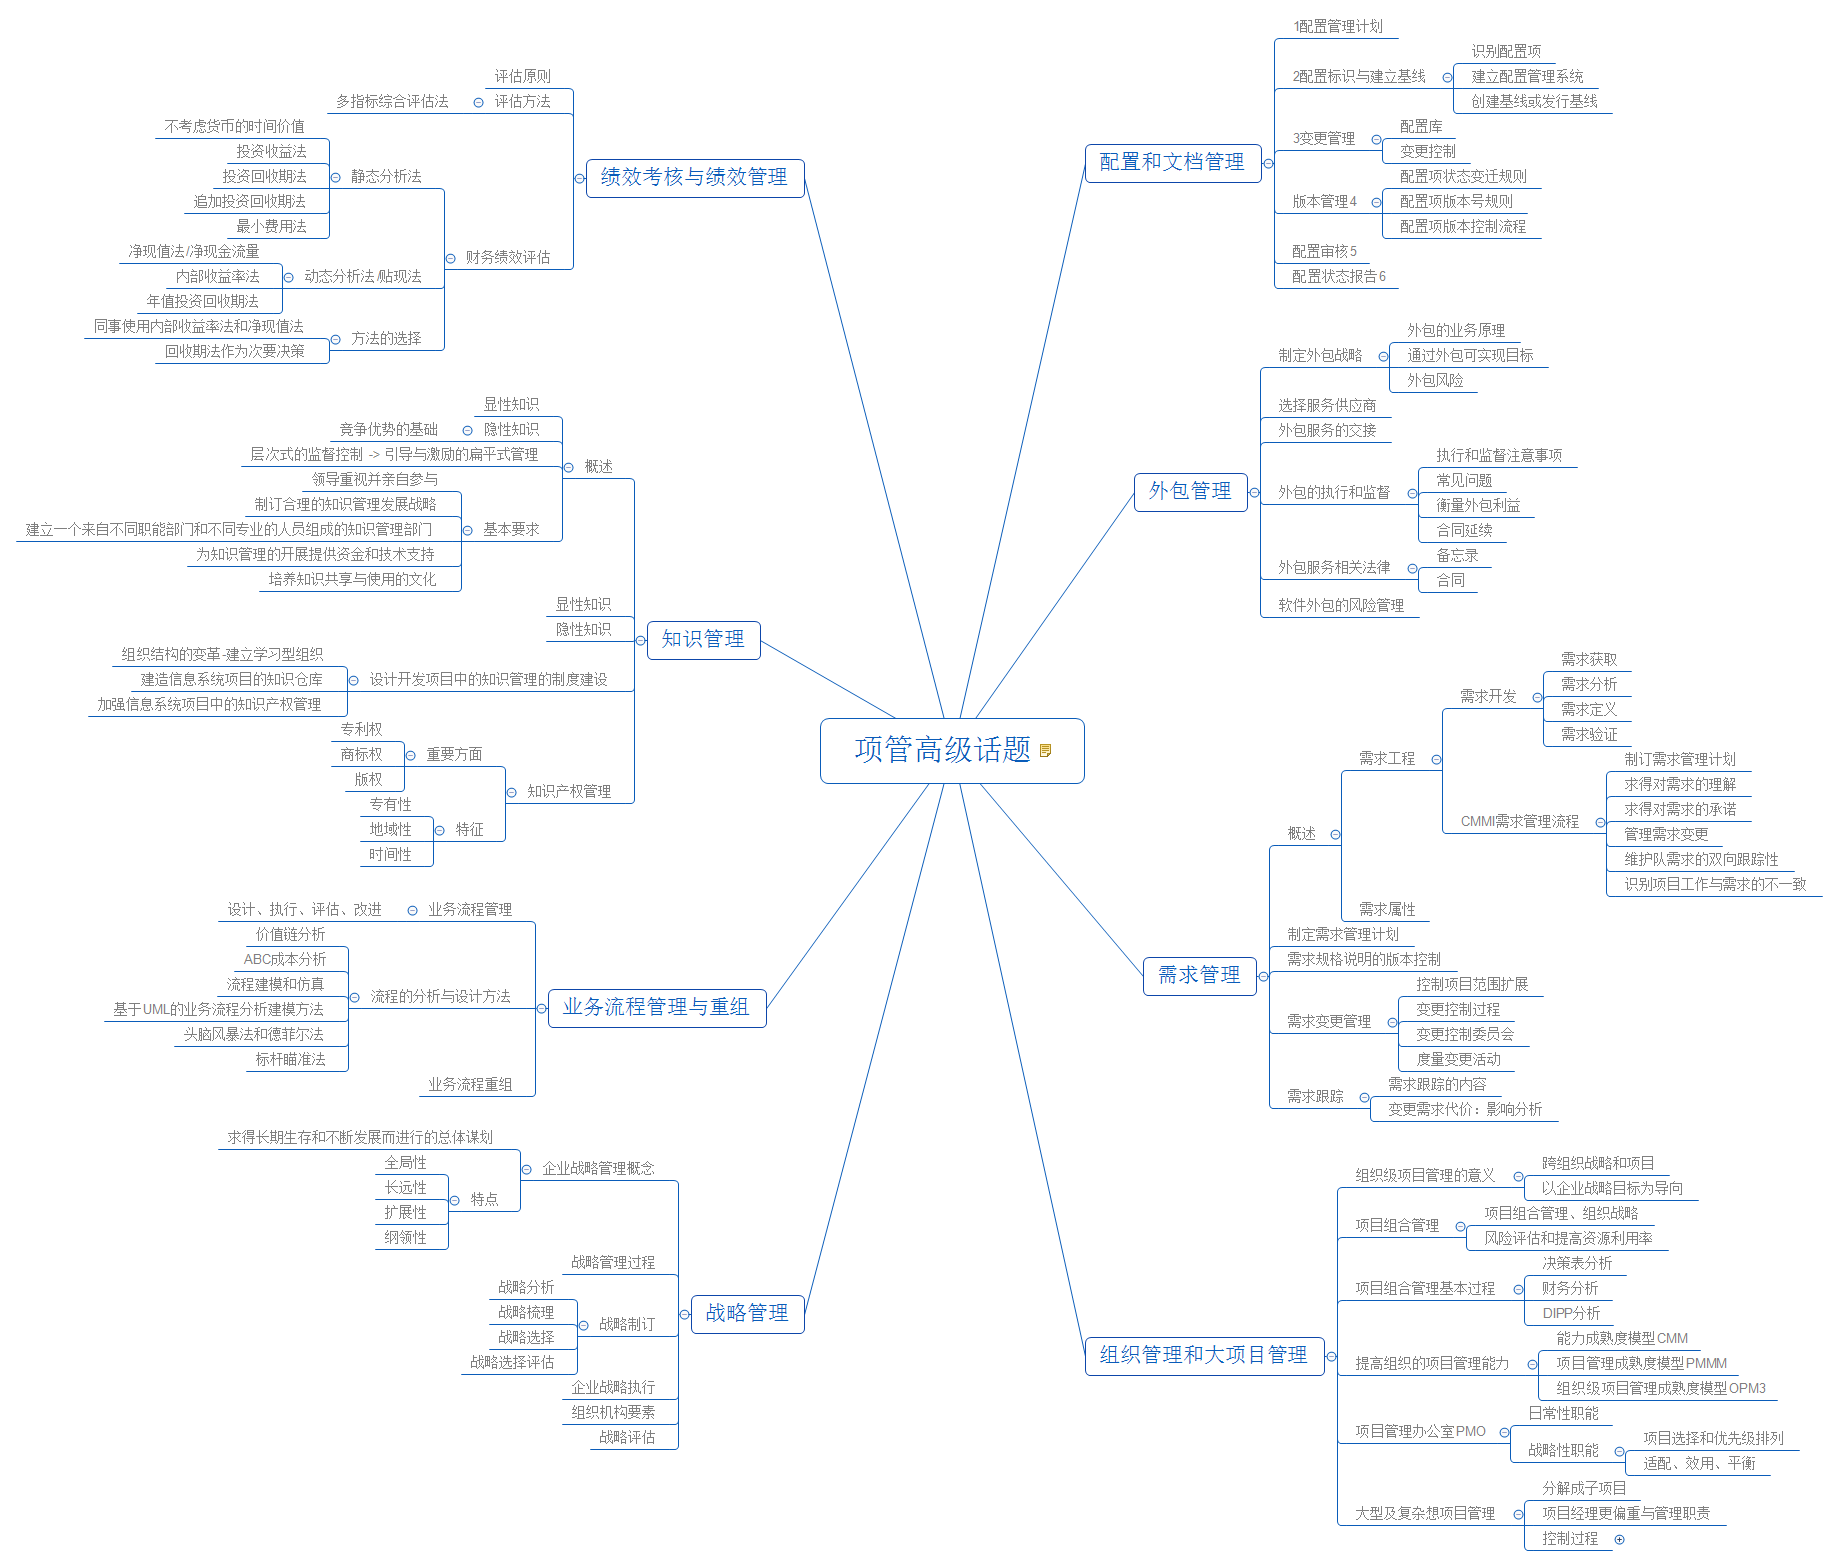 项管高级话题
配置和文档管理
1配置管理计划
2配置标识与建立基线
识别配置项
建立配置管理系统
创建基线或发行基线
3变更管理
配置库
变更控制
版本管理4
配置项状态变迁规则
配置项版本号规则
配置项版本控制流程
配置审核5
配置状态报告6
外包管理
制定外包战略
外包的业务原理
通过外包可实现目标
外包风险
选择服务供应商
外包服务的交接
外包的执行和监督
执行和监督注意事项
常见问题
衡量外包利益
合同延续
外包服务相关法律
备忘录
合同
软件外包的风险管理
需求管理
概述
需求工程
需求开发
需求获取
需求分析
需求定义
需求验证
CMMI需求管理流程
制订需求管理计划
求得对需求的理解
求得对需求的承诺
管理需求变更
维护队需求的双向跟踪性
识别项目工作与需求的不一致
需求属性
制定需求管理计划
需求规格说明的版本控制
需求变更管理
控制项目范围扩展
变更控制过程
变更控制委员会
度量变更活动
需求跟踪
需求跟踪的内容
变更需求代价：影响分析
组织管理和大项目管理
组织级项目管理的意义
跨组织战略和项目
以企业战略目标为导向
项目组合管理
项目组合管理、组织战略
风险评估和提高资源利用率
项目组合管理基本过程
决策表分析
财务分析
DIPP分析
提高组织的项目管理能力
能力成熟度模型CMM
项目管理成熟度模型PMMM
组织级项目管理成熟度模型OPM3
项目管理办公室PMO
日常性职能
战略性职能
项目选择和优先级排列
适配、效用、平衡
大型及复杂想项目管理
分解成子项目
项目经理更偏重与管理职责
控制过程
绩效考核与绩效管理
评估原则
评估方法
多指标综合评估法
财务绩效评估
静态分析法
不考虑货币的时间价值
投资收益法
投资回收期法
追加投资回收期法
最小费用法
动态分析法/贴现法
净现值法/净现金流量
内部收益率法
年值投资回收期法
方法的选择
同事使用内部收益率法和净现值法
回收期法作为次要决策
知识管理
概述
显性知识
隐性知识
竞争优势的基础
层次式的监督控制 -> 引导与激励的扁平式管理
基本要求
领导重视并亲自参与
制订合理的知识管理发展战略
建立一个来自不同职能部门和不同专业的人员组成的知识管理部门
为知识管理的开展提供资金和技术支持
培养知识共享与使用的文化
显性知识
隐性知识
设计开发项目中的知识管理的制度建设
组织结构的变革-建立学习型组织
建造信息系统项目的知识仓库
加强信息系统项目中的知识产权管理
知识产权管理
重要方面
专利权
商标权
版权
特征
专有性
地域性
时间性
业务流程管理与重组
业务流程管理
设计、执行、评估、改进
流程的分析与设计方法
价值链分析
ABC成本分析
流程建模和仿真
基于UML的业务流程分析建模方法
头脑风暴法和德菲尔法
标杆瞄准法
业务流程重组
战略管理
企业战略管理概念
求得长期生存和不断发展而进行的总体谋划
特点
全局性
长远性
扩展性
纲领性
战略管理过程
战略制订
战略分析
战略梳理
战略选择
战略选择评估
企业战略执行
组织机构要素
战略评估